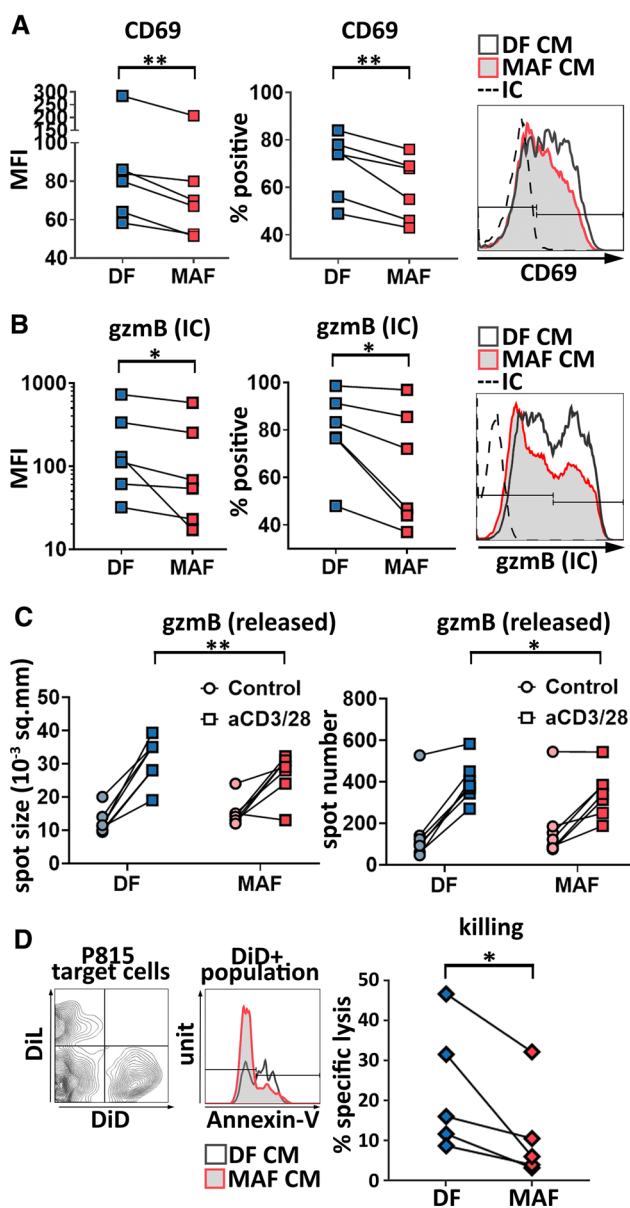 A
CD69
**
MFI
300
250
200
150
100
80
60
40
DF MAF
CD69
**
% positive
100
80
60
40
DF MAF
DF CM
MAF CM
IC
CD69
B
gzmB (IC)
*
MFI
1000
100
10
DF MAF
gzmB (IC)
*
% positive
100
80
60
40
DF MAF
DF CM
MAF CM
IC
gzmB (IC)
C
gzmB (released)
**
Control
aCD3/28
spot size (10⁻³ sq.mm)
50
40
30
20
10
0
DF MAF
gzmB (released)
*
Control
aCD3/28
spot number
800
600
400
200
0
DF MAF
D
P815
target cells
DiL
DiD
DiD+
population
unit
Annexin-V
DF CM
MAF CM
killing
*
% specific lysis
50
40
30
20
10
0
DF MAF